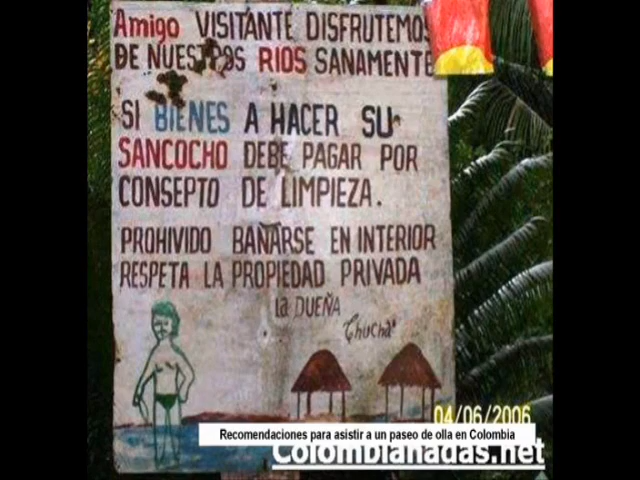 Amigo VISITANTE DISFRUTEMOS
DE NUESTROS RIOS SANAMENTE
SI BIENES A HACER SU
SANCOCHO DEBE PAGAR POR
CONSEPTO DE LIMPIEZA.
PROHIVIDO BAÑARSE EN INTERIOR
RESPETA LA PROPIEDAD PRIVADA
la DUEÑA
Chucha
04/06/2006
Recomendaciones para asistir a un paseo de olla en Colombia
Colombianadas.net